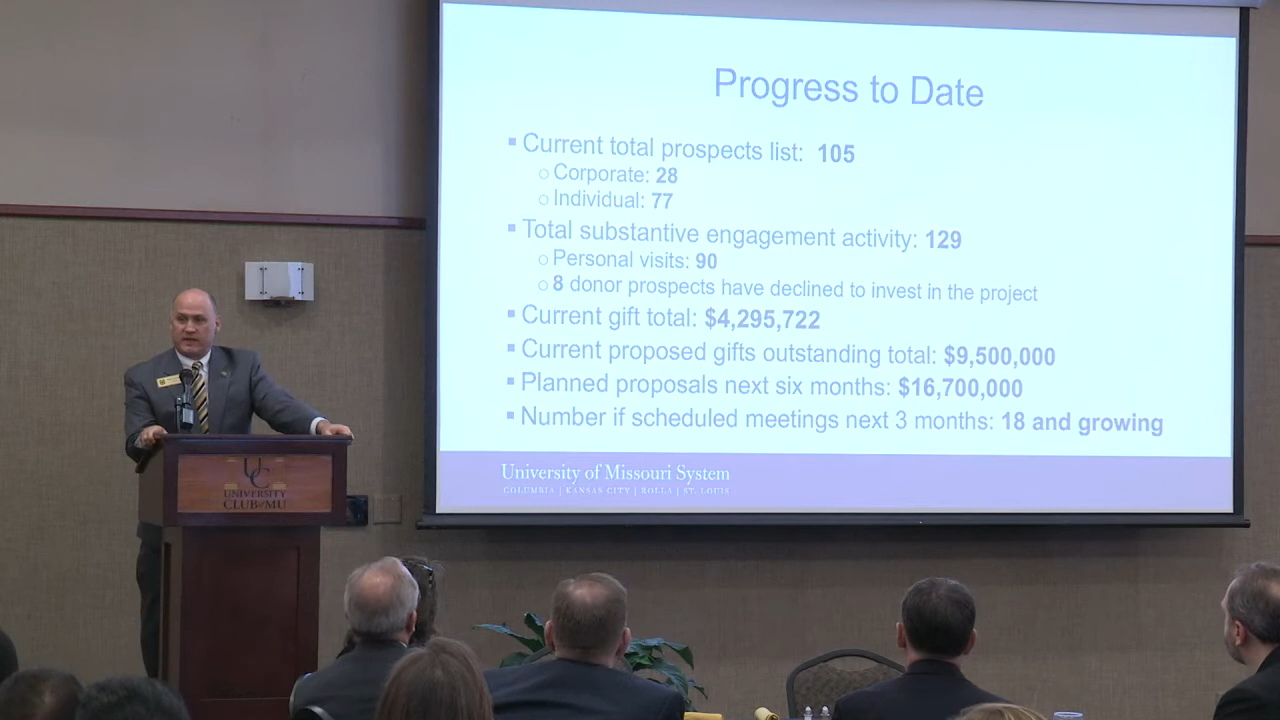 Progress to Date
▪ Current total prospects list: 105
○ Corporate: 28
○ Individual: 77
▪ Total substantive engagement activity: 129
○ Personal visits: 90
○ 8 donor prospects have declined to invest in the project
▪ Current gift total: $4,295,722
▪ Current proposed gifts outstanding total: $9,500,000
▪ Planned proposals next six months: $16,700,000
▪ Number if scheduled meetings next 3 months: 18 and growing
University of Missouri System
COLUMBIA | KANSAS CITY | ROLLA | ST. LOUIS
UC
UNIVERSITY
CLUB OF MU